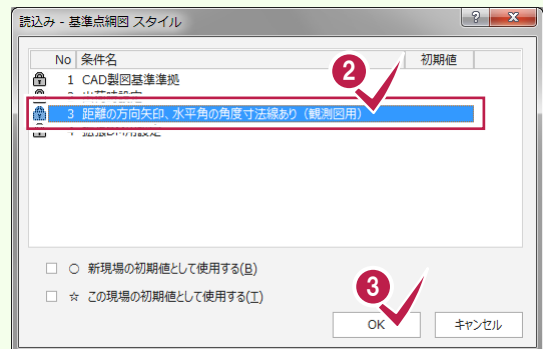 読込み - 基準点網図 スタイル
?
No 条件名 初期値
1 CAD製図基準準拠
3 距離の方向矢印、水平角の角度寸法線あり (観測図用)
2
○ 新現場の初期値として使用する(B)
☆ この現場の初期値として使用する(T)
3
OK キャンセル